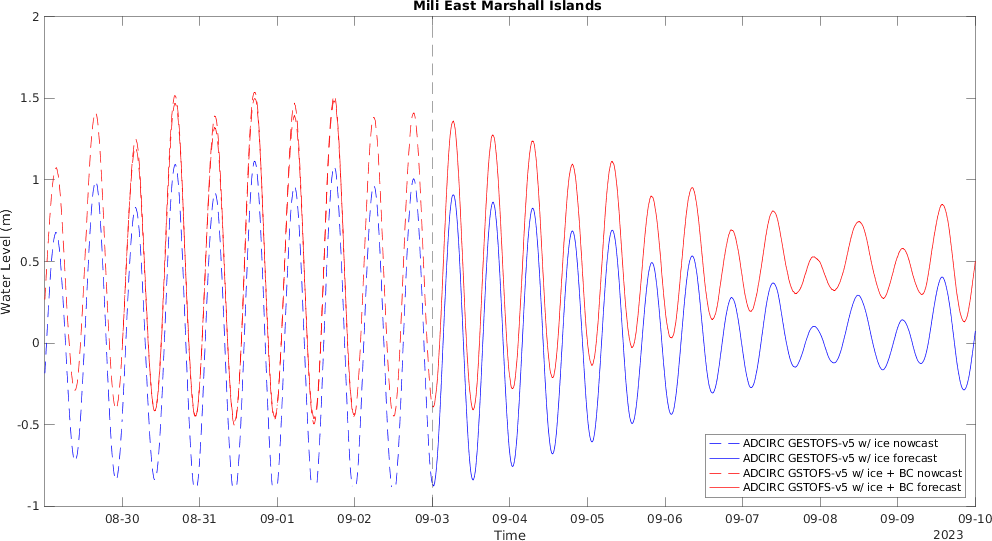 Mili East Marshall Islands
2
1.5
1
0.5
0
-0.5
-1
Water Level (m)
ADCIRC GESTOFS-v5 w/ ice nowcast
ADCIRC GESTOFS-v5 w/ ice forecast
ADCIRC GSTOFS-v5 w/ ice + BC nowcast
ADCIRC GSTOFS-v5 w/ ice + BC forecast
08-30 08-31 09-01 09-02 09-03 09-04 09-05 09-06 09-07 09-08 09-09 09-10
Time
2023